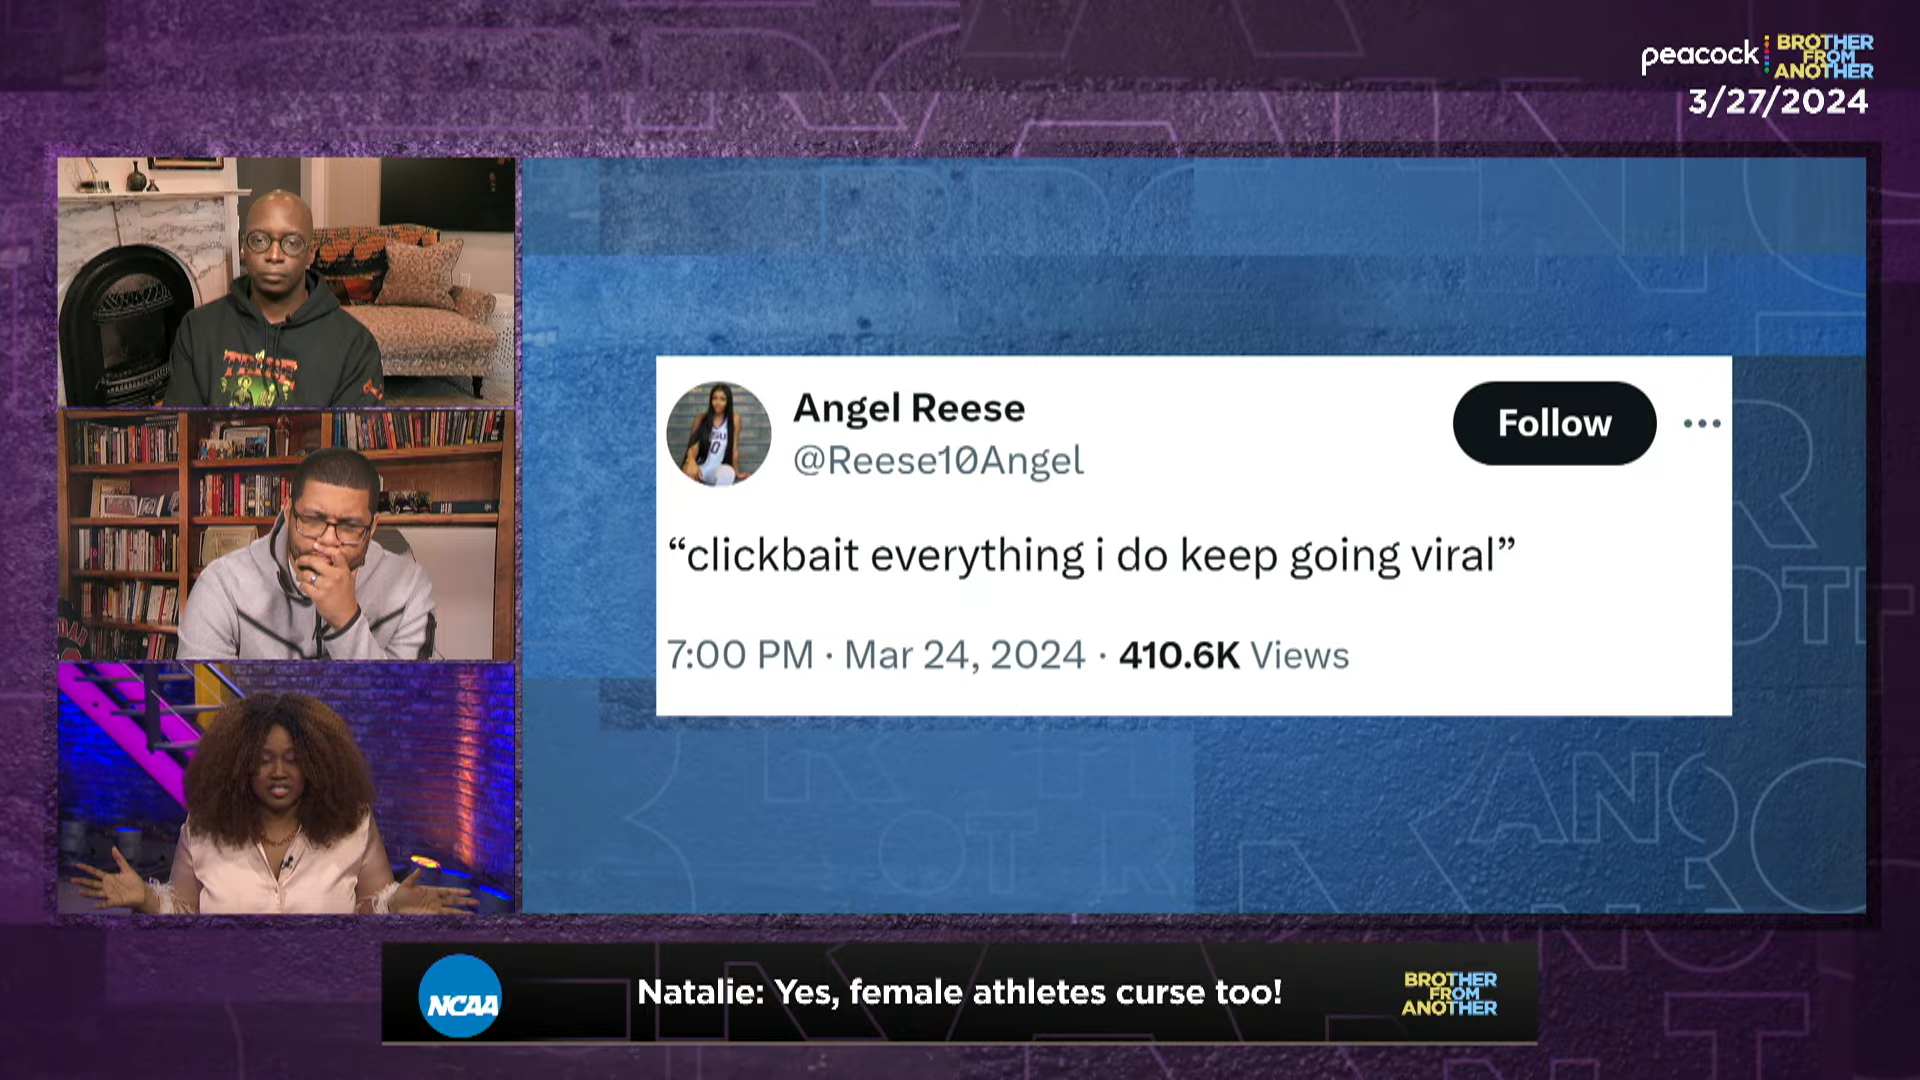 peacock
BROTHER
FROM
ANOTHER
3/27/2024
TRIBE
Angel Reese
@Reese10Angel
Follow
“clickbait everything i do keep going viral”
7:00 PM · Mar 24, 2024 · 410.6K Views
NCAA
Natalie: Yes, female athletes curse too!
BROTHER
FROM
ANOTHER